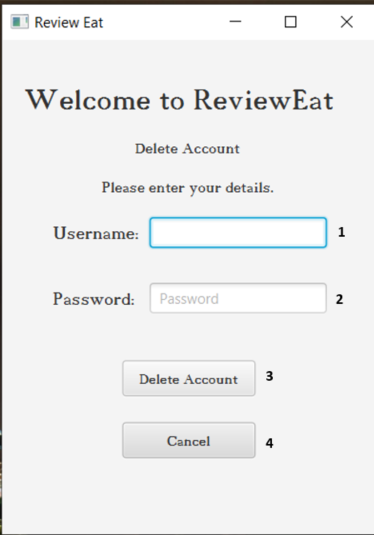 Review Eat
Welcome to ReviewEat
Delete Account
Please enter your details.
Username: 1
Password: Password 2
Delete Account 3
Cancel 4